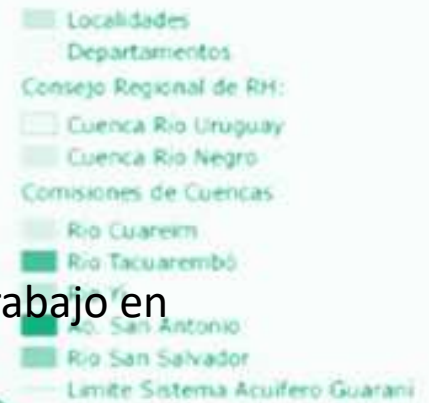 Localidades
Departamentos
Consejo Regional de RH:
Cuenca Rio Uruguay
Cuenca Rio Negro
Comisiones de Cuencas
Rio Cuareim
Rio Tacuarembó
rabajo en
Ao. San Antonio
Rio San Salvador
Limite Sistema Acuifero Guarani